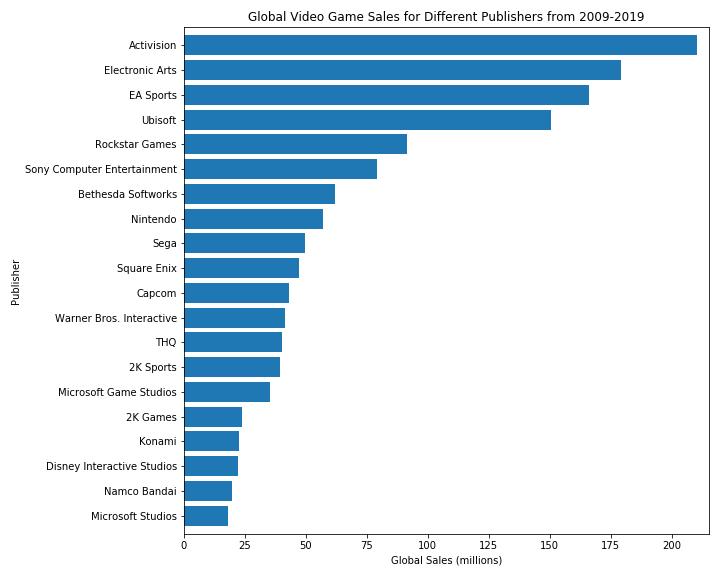 Global Video Game Sales for Different Publishers from 2009-2019
Publisher
Activision
Electronic Arts
EA Sports
Ubisoft
Rockstar Games
Sony Computer Entertainment
Bethesda Softworks
Nintendo
Sega
Square Enix
Capcom
Warner Bros. Interactive
THQ
2K Sports
Microsoft Game Studios
2K Games
Konami
Disney Interactive Studios
Namco Bandai
Microsoft Studios
0 25 50 75 100 125 150 175 200
Global Sales (millions)